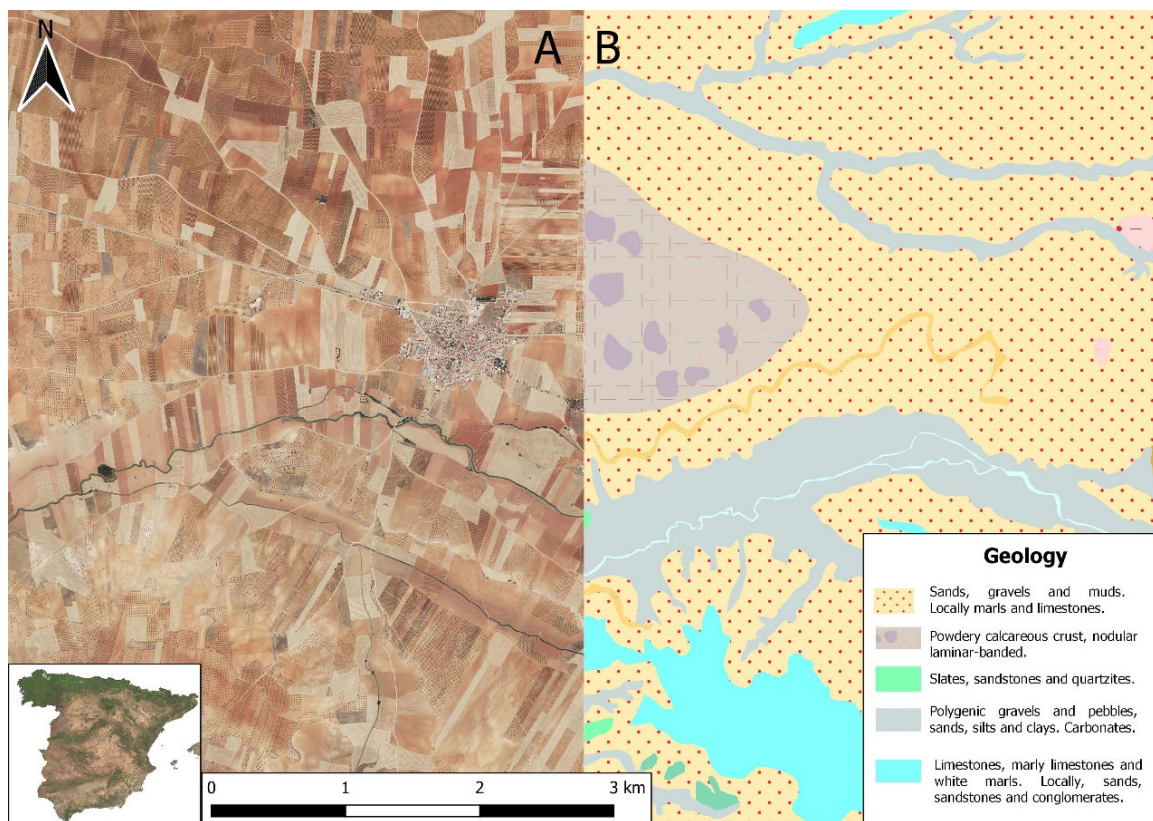 N
A
B
Geology
Sands, gravels and muds.
Locally marls and limestones.
Powdery calcareous crust, nodular
laminar-banded.
Slates, sandstones and quartzites.
Polygenic gravels and pebbles,
sands, silts and clays. Carbonates.
Limestones, marly limestones and
white marls. Locally, sands,
sandstones and conglomerates.
0 1 2 3 km